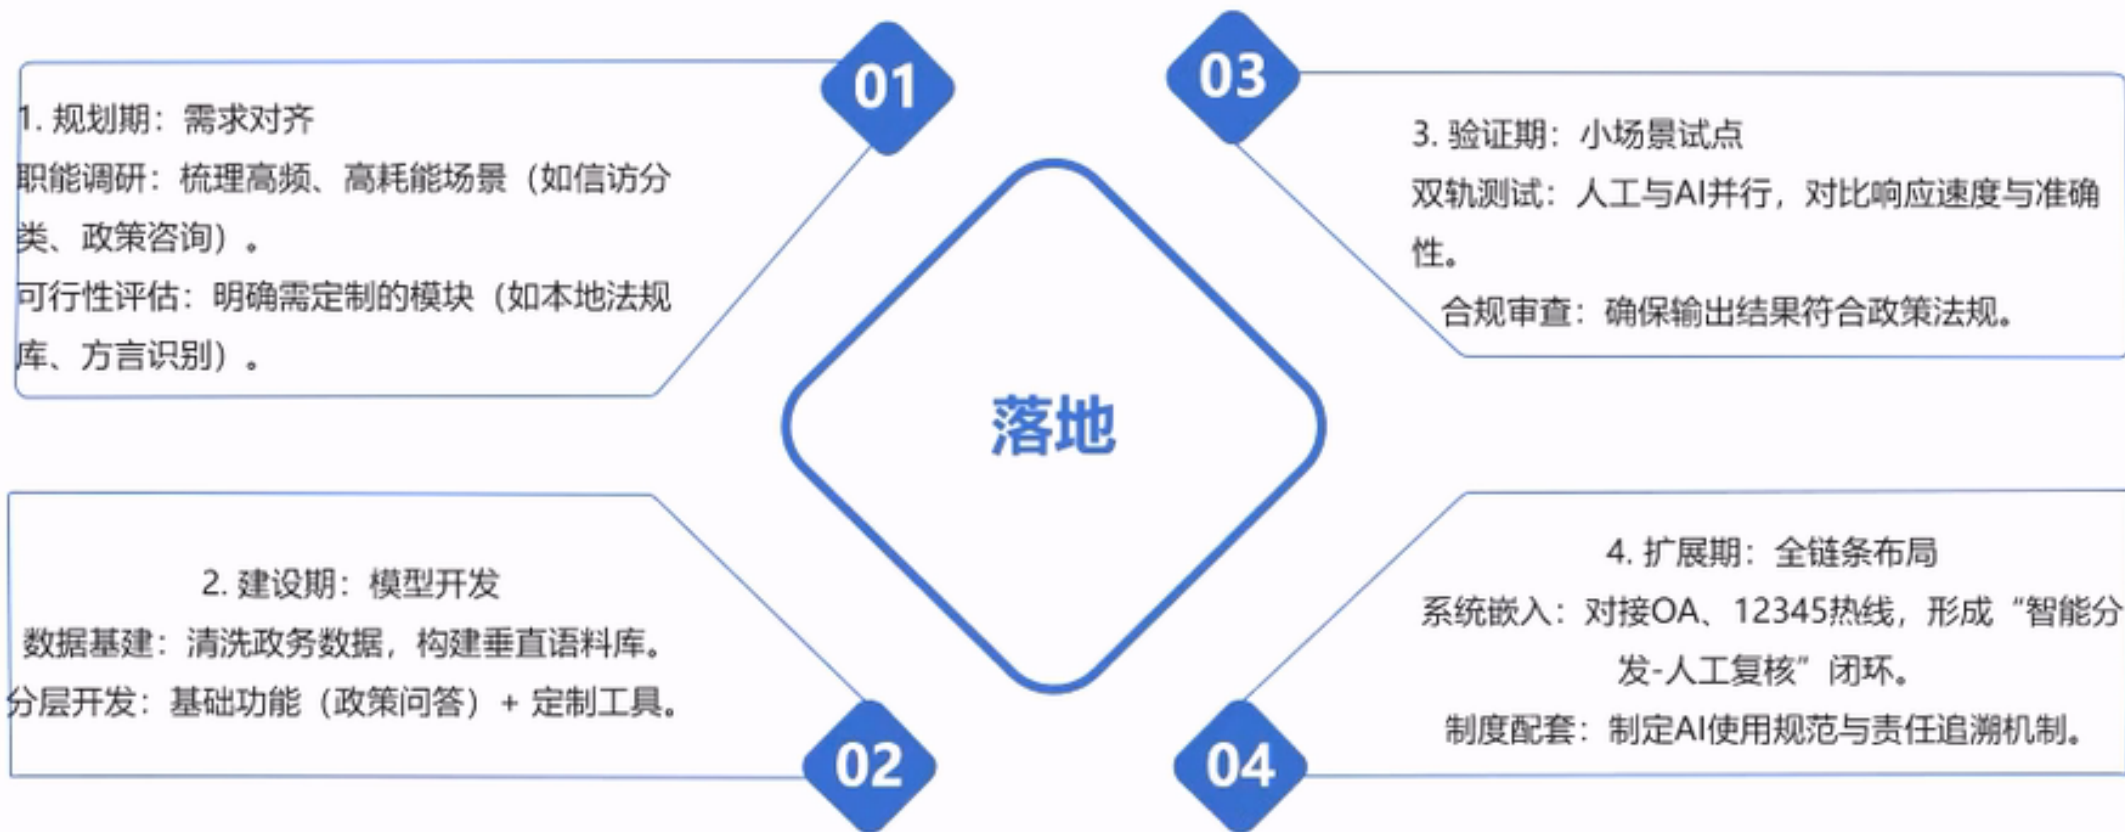 01
1. 规划期：需求对齐
职能调研：梳理高频、高耗能场景（如信访分
类、政策咨询）。
可行性评估：明确需定制的模块（如本地法规
库、方言识别）。
2. 建设期：模型开发
数据基建：清洗政务数据，构建垂直语料库。
分层开发：基础功能（政策问答）+ 定制工具。
02
落地
03
3. 验证期：小场景试点
双轨测试：人工与AI并行，对比响应速度与准确
性。
合规审查：确保输出结果符合政策法规。
4. 扩展期：全链条布局
系统嵌入：对接OA、12345热线，形成“智能分
发-人工复核”闭环。
制度配套：制定AI使用规范与责任追溯机制。
04